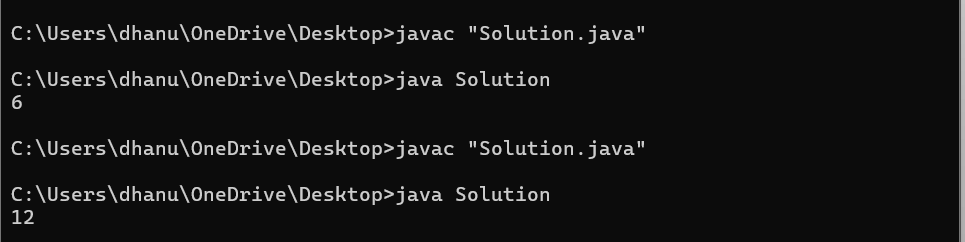 C:\Users\dhanu\OneDrive\Desktop>javac "Solution.java"
C:\Users\dhanu\OneDrive\Desktop>java Solution
6
C:\Users\dhanu\OneDrive\Desktop>javac "Solution.java"
C:\Users\dhanu\OneDrive\Desktop>java Solution
12